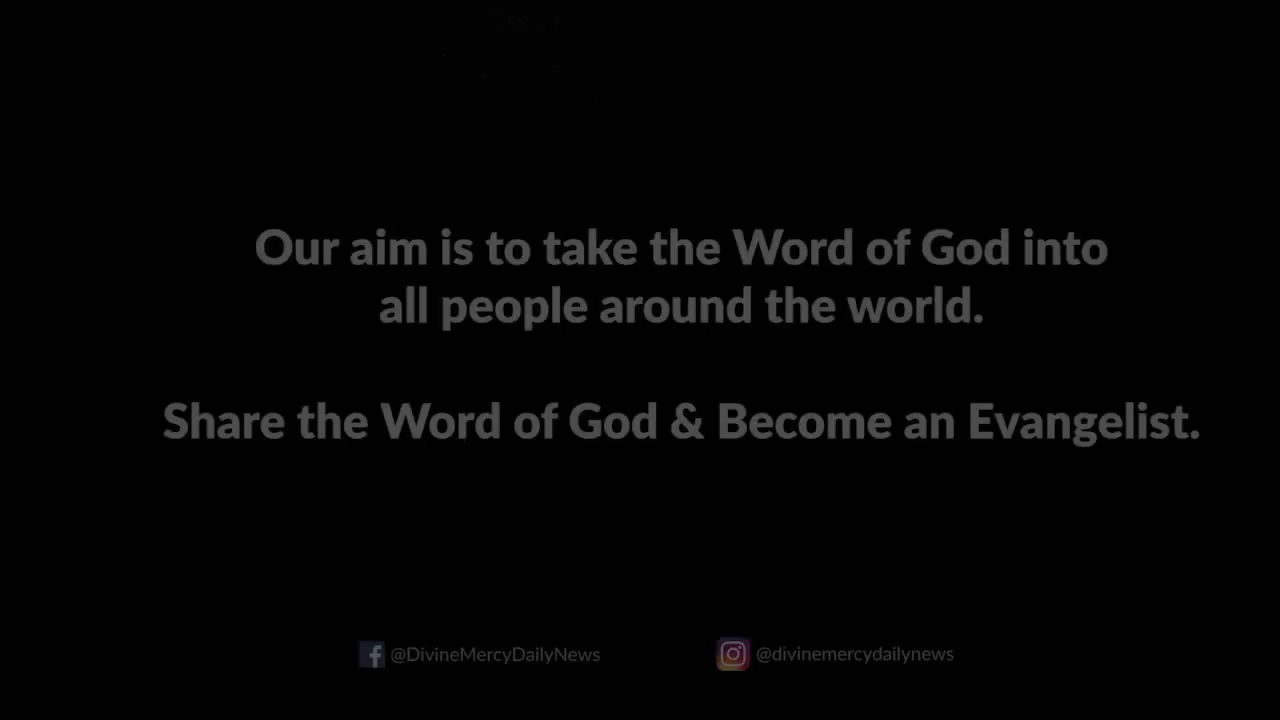 Our aim is to take the Word of God into
all people around the world.
Share the Word of God & Become an Evangelist.
@DivineMercyDailyNews @divinemercydailynews